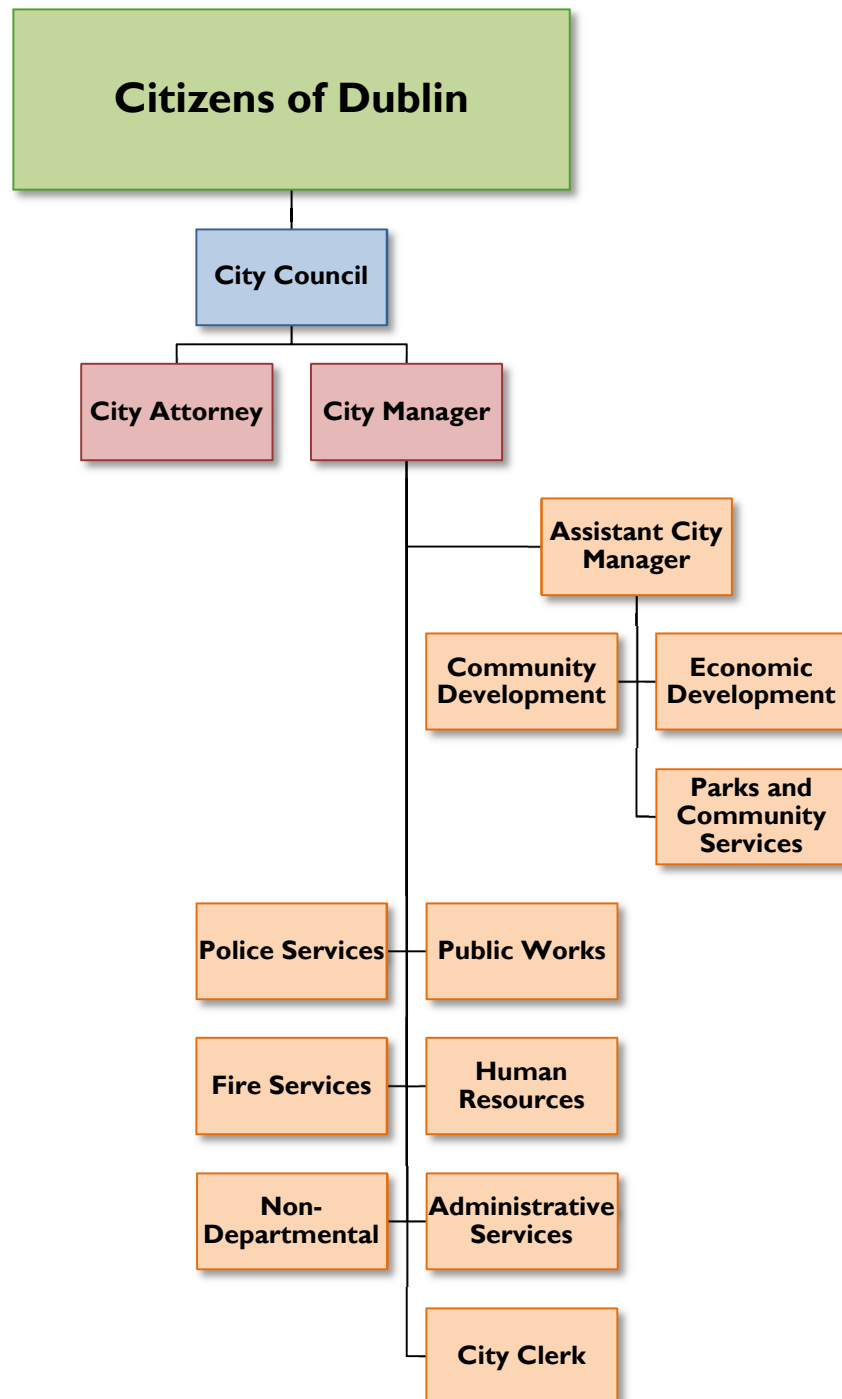 Citizens of Dublin
City Council
City Attorney
City Manager
Assistant City
Manager
Community
Development
Economic
Development
Parks and
Community
Services
Police Services
Public Works
Fire Services
Human
Resources
Non-
Departmental
Administrative
Services
City Clerk